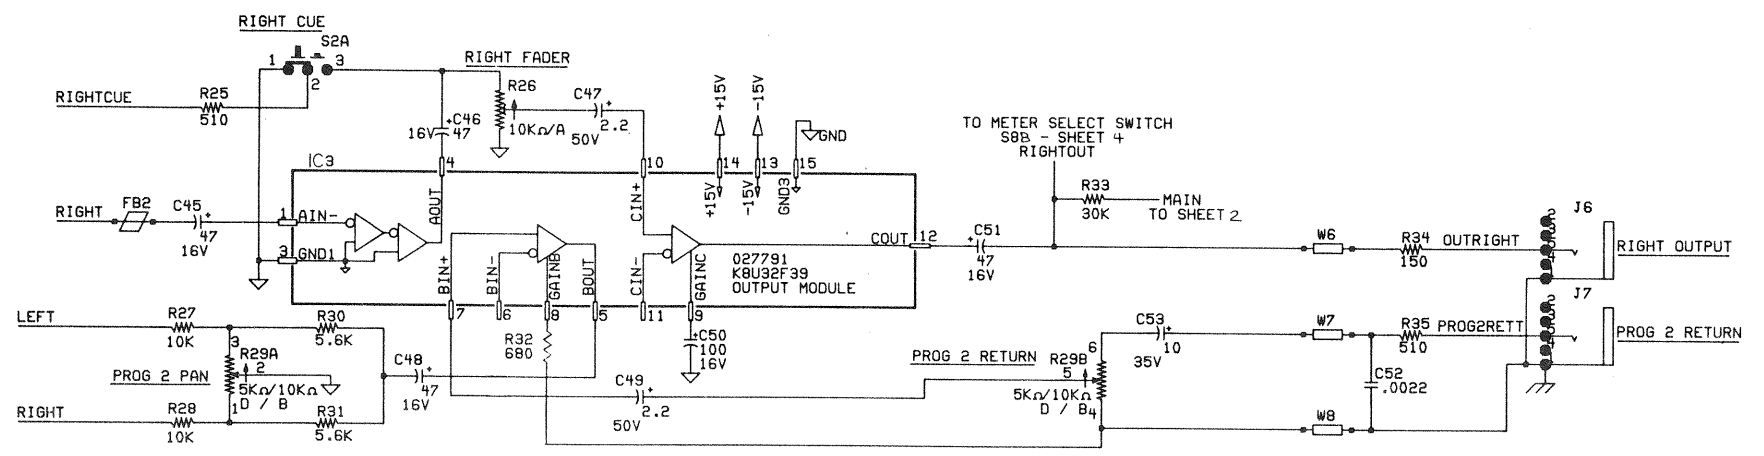 RIGHT CUE
S2A
1
3
2
RIGHTCUE
R25
510
RIGHT FADER
R26
10KΩ/A
C47
+
2.2
50V
16V
+C46
47
+15V
-15V
GND
TO METER SELECT SWITCH
S8B - SHEET 4
RIGHTOUT
R33
30K
MAIN
TO SHEET 2
IC3
4
10
14
13
15
AOUT
CIN+
+15V
-15V
GND3
RIGHT
FB2
C45
+
47
16V
1
AIN-
3
GND1
BIN+
BIN-
GAINB
BOUT
CIN-
GAINC
COUT
12
027791
K8U32F39
OUTPUT MODULE
7
6
8
5
11
9
+
C51
47
16V
W6
R34
150
OUTRIGHT
J6
RIGHT OUTPUT
LEFT
R27
10K
R30
5.6K
3
R29A
2
5KΩ/10KΩ
D / B
1
PROG 2 PAN
RIGHT
R28
10K
R31
5.6K
C48
+
47
16V
R32
680
+C50
100
16V
C49
+
2.2
50V
PROG 2 RETURN
R29B
6
5
5KΩ/10KΩ
D / B
4
C53
+
10
35V
W7
R35
510
PROG2RETT
J7
PROG 2 RETURN
C52
.0022
W8